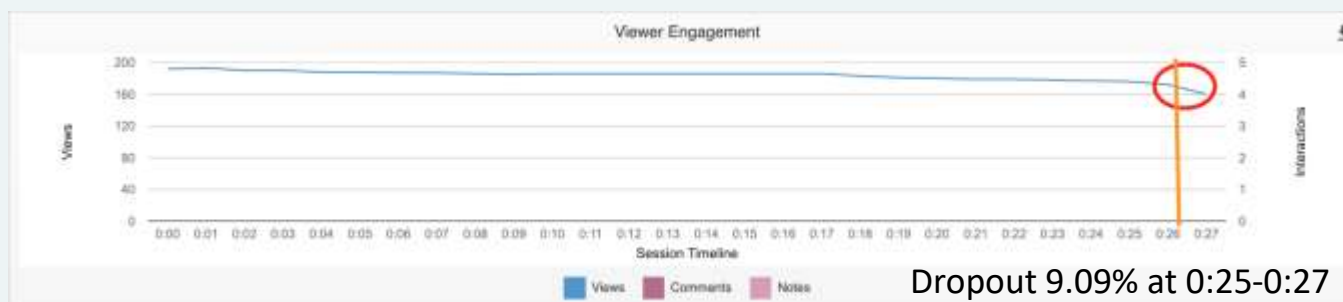 Viewer Engagement
200
160
120
80
40
0
Views
5
4
3
2
1
0
Interactions
0:00 0:01 0:02 0:03 0:04 0:05 0:06 0:07 0:08 0:09 0:10 0:11 0:12 0:13 0:14 0:15 0:16 0:17 0:18 0:19 0:20 0:21 0:22 0:23 0:24 0:25 0:26 0:27
Session Timeline
Views Comments Notes
Dropout 9.09% at 0:25-0:27